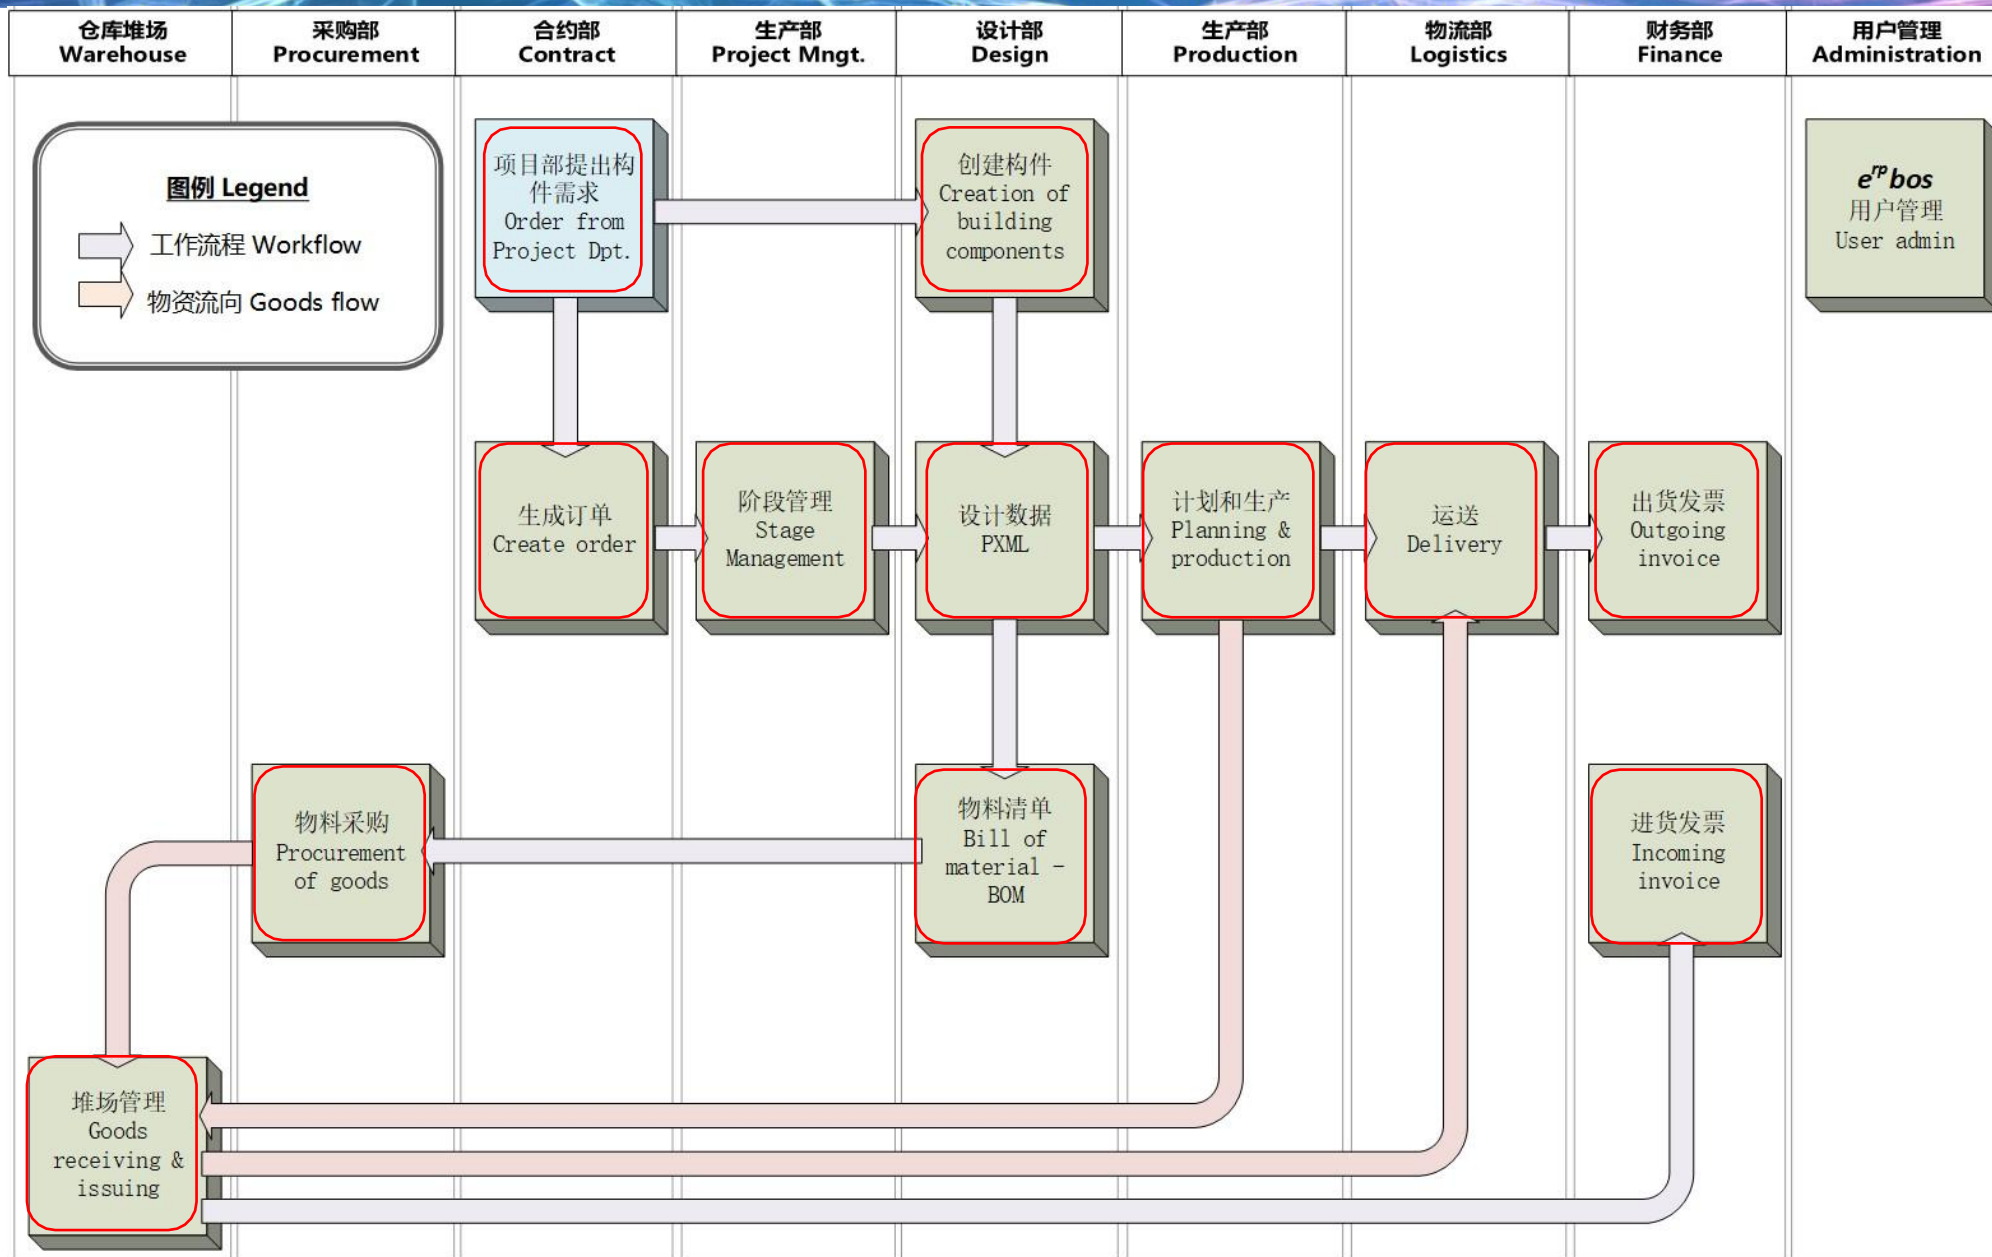 仓库堆场
Warehouse
采购部
Procurement
合约部
Contract
生产部
Project Mngt.
设计部
Design
生产部
Production
物流部
Logistics
财务部
Finance
用户管理
Administration
图例 Legend
工作流程 Workflow
物资流向 Goods flow
项目部提出构
件需求
Order from
Project Dpt.
创建构件
Creation of
building
components
erp bos
用户管理
User admin
生成订单
Create order
阶段管理
Stage
Management
设计数据
PXML
计划和生产
Planning &
production
运送
Delivery
出货发票
Outgoing
invoice
物料采购
Procurement
of goods
物料清单
Bill of
material -
BOM
进货发票
Incoming
invoice
堆场管理
Goods
receiving &
issuing